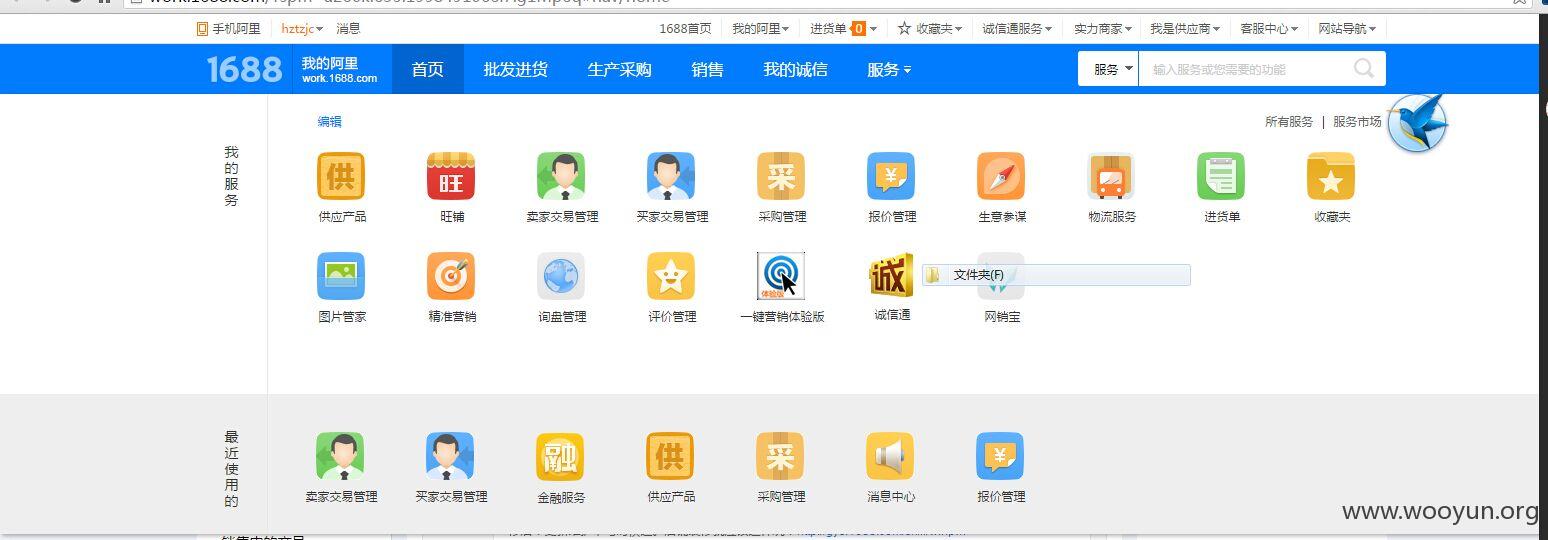 手机阿里 hztzjc 消息 1688首页 我的阿里 进货单 0 收藏夹 诚信通服务 实力商家 我是供应商 客服中心 网站导航
1688 我的阿里 work.1688.com 首页 批发进货 生产采购 销售 我的诚信 服务 服务 输入服务或您需要的功能
编辑 所有服务 | 服务市场
我的服务
供 旺 采 ¥
供应产品 旺铺 卖家交易管理 买家交易管理 采购管理 报价管理 生意参谋 物流服务 进货单 收藏夹
体验版 诚 文件夹(F)
图片管家 精准营销 询盘管理 评价管理 一键营销体验版 诚信通 网销宝
最近使用的
融 供 采 ¥
卖家交易管理 买家交易管理 金融服务 供应产品 采购管理 消息中心 报价管理
www.wooyun.org